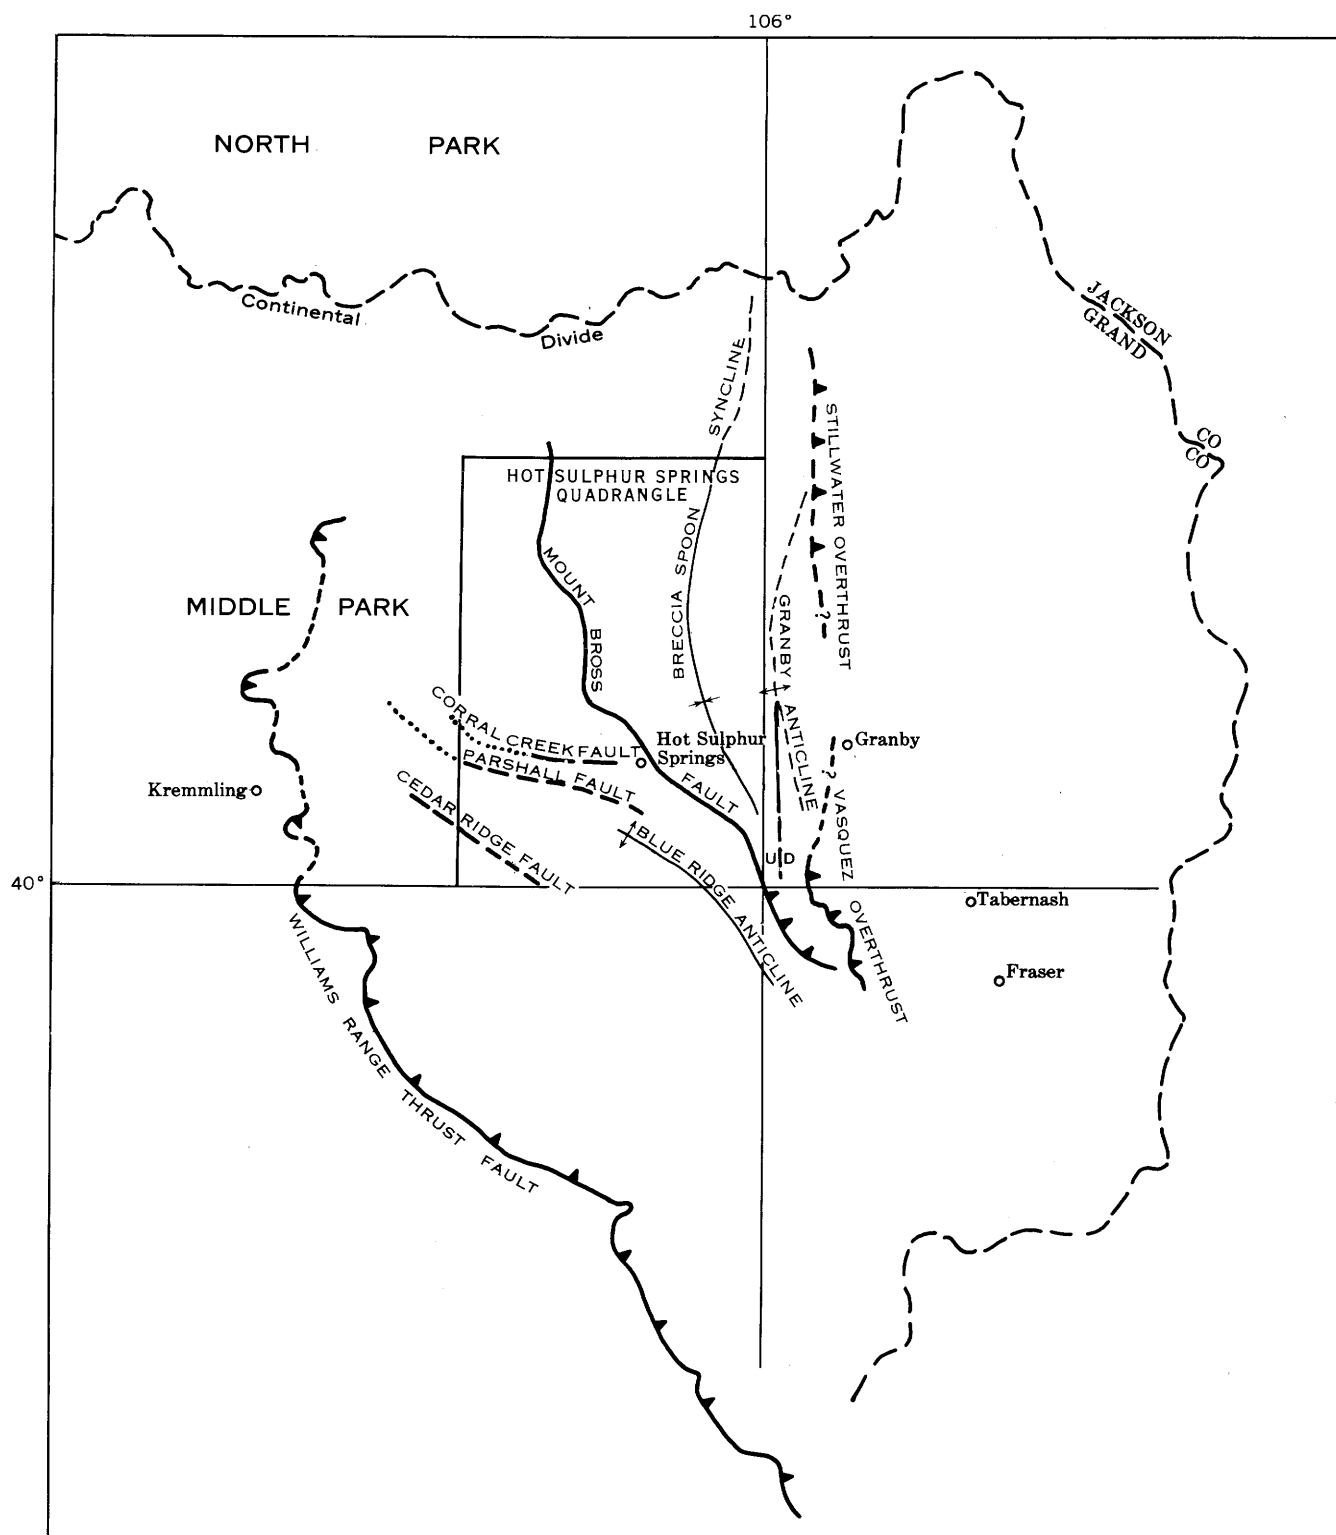 106°
NORTH PARK
Continental
Divide
JACKSON
GRAND
SYNCLINE
STILLWATER OVERTHRUST
CO
CO
HOT SULPHUR SPRINGS
QUADRANGLE
BRECCIA SPOON
MOUNT BROSS FAULT
MIDDLE PARK
GRANBY ANTICLINE
?
CORRAL CREEK FAULT
Hot Sulphur
Springs
Granby
PARSHALL FAULT
Kremmling
CEDAR RIDGE FAULT
? VASQUEZ OVERTHRUST
BLUE RIDGE ANTICLINE
U D
40°
Tabernash
Fraser
WILLIAMS RANGE THRUST FAULT